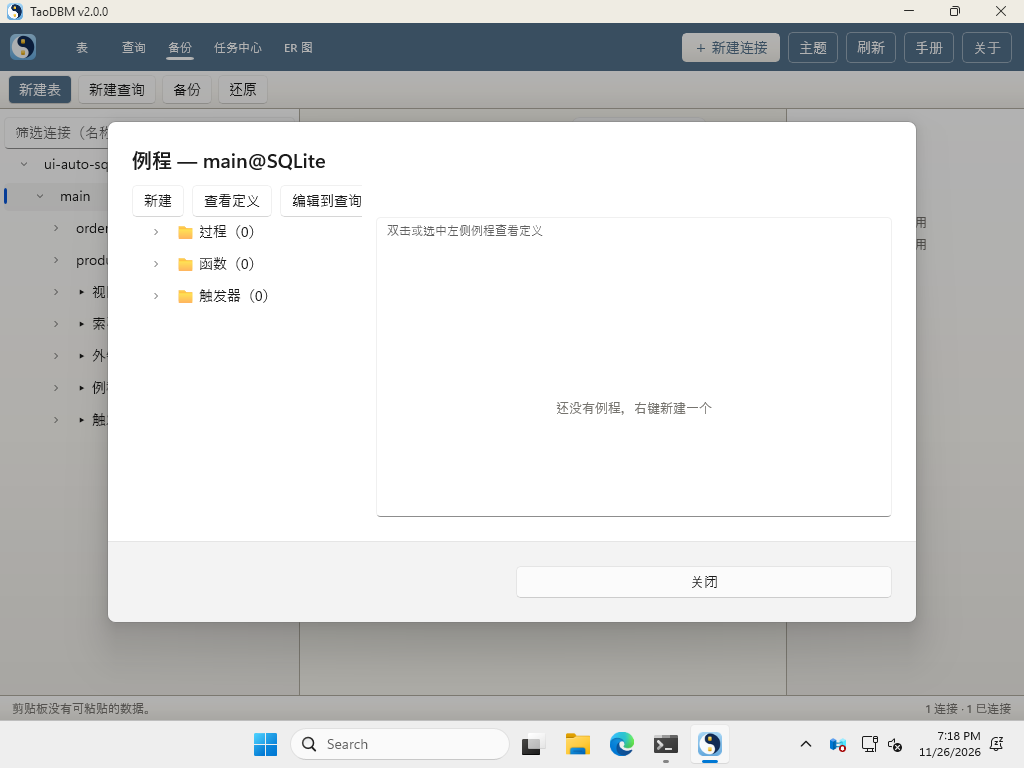 TaoDBM v2.0.0
表 查询 备份 任务中心 ER 图 + 新建连接 主题 刷新 手册 关于
新建表 新建查询 备份 还原
筛选连接（名称
ui-auto-sq
main
order
produ
▸ 视
▸ 索
▸ 外
▸ 例
▸ 触
用
用
例程 — main@SQLite
新建 查看定义 编辑到查询
过程（0）
函数（0）
触发器（0）
双击或选中左侧例程查看定义
还没有例程，右键新建一个
关闭
剪贴板没有可粘贴的数据。
1 连接 · 1 已连接
Search
7:18 PM
11/26/2026